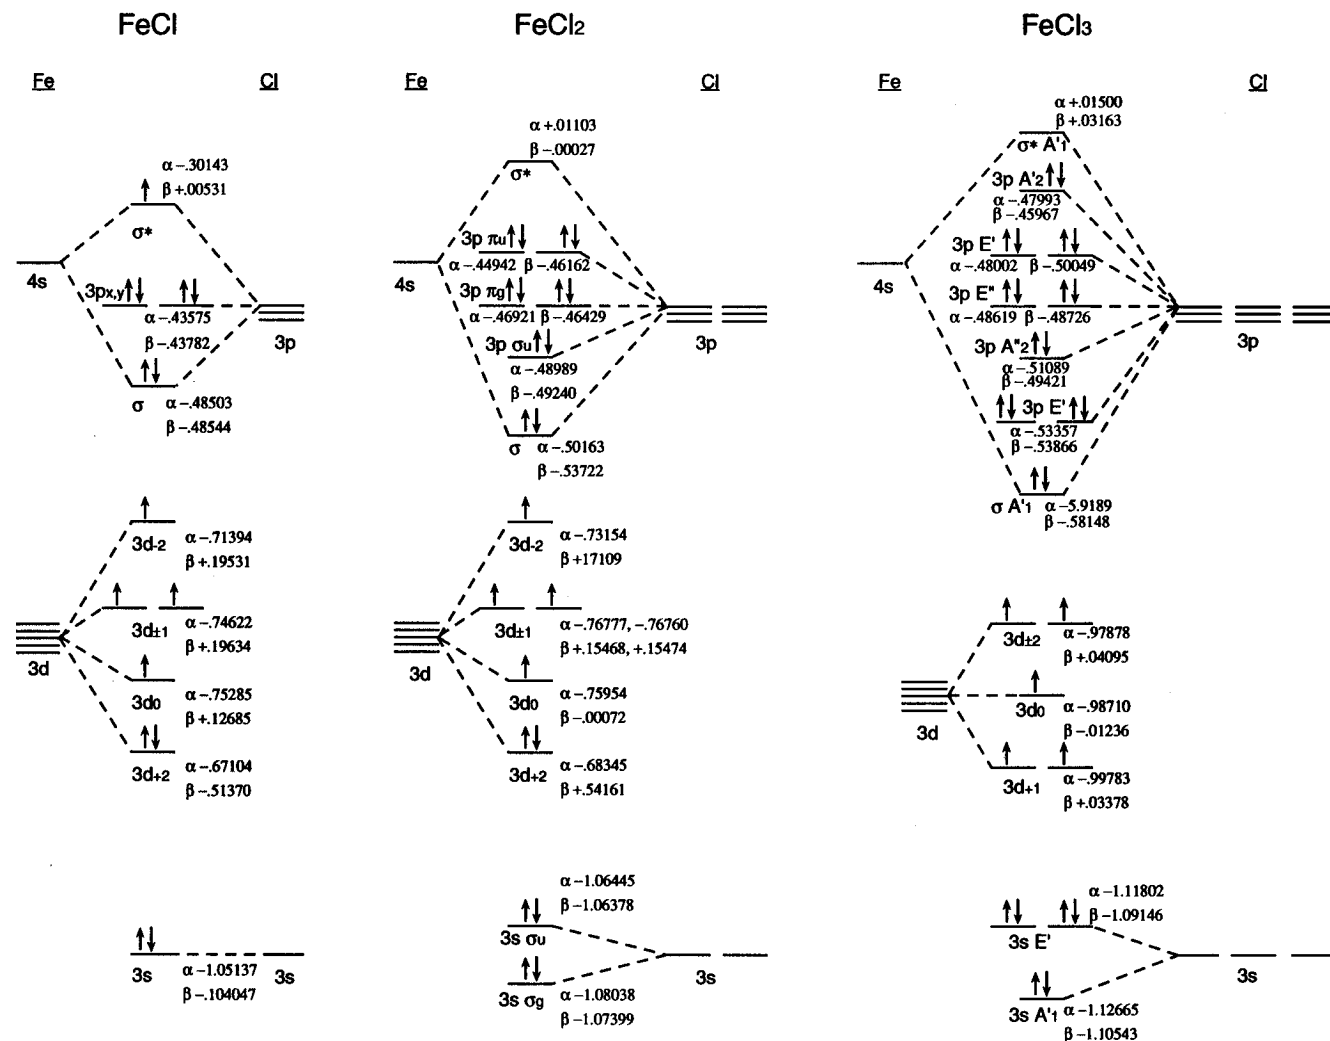 FeCl
Fe
Cl
α –.30143
β +.00531
σ*
4s
3px,y
α –.43575
β –.43782
3p
σ
α –.48503
β –.48544
3d-2
α –.71394
β +.19531
3d±1
α –.74622
β +.19634
3d
3d0
α –.75285
β +.12685
3d+2
α –.67104
β –.51370
3s
α –1.05137
β –.104047
3s
FeCl2
Fe
Cl
α +.01103
β –.00027
σ*
4s
3p πu
α –.44942
β –.46162
3p πg
α –.46921
β –.46429
3p
3p σu
α –.48989
β –.49240
σ
α –.50163
β –.53722
3d-2
α –.73154
β +17109
3d±1
α –.76777, –.76760
β +.15468, +.15474
3d
3d0
α –.75954
β –.00072
3d+2
α –.68345
β +.54161
α –1.06445
β –1.06378
3s σu
3s
3s σg
α –1.08038
β –1.07399
FeCl3
Fe
Cl
α +.01500
β +.03163
σ* A'1
3p A'2
α –.47993
β –.45967
4s
3p E'
α –.48002
β –.50049
3p E"
α –.48619
β –.48726
3p
3p A"2
α –.51089
β –.49421
3p E'
α –.53357
β –.53866
σ A'1
α –5.9189
β –.58148
3d±2
α –.97878
β +.04095
3d
3d0
α –.98710
β –.01236
3d+1
α –.99783
β +.03378
α –1.11802
β –1.09146
3s E'
3s
3s A'1
α –1.12665
β –1.10543